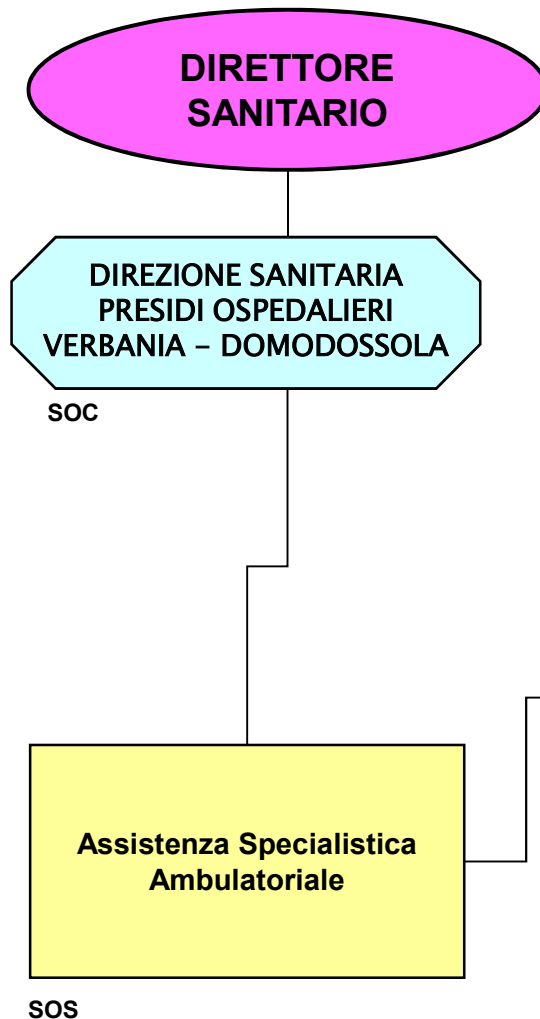 DIRETTORE
SANITARIO
DIREZIONE SANITARIA
PRESIDI OSPEDALIERI
VERBANIA – DOMODOSSOLA
SOC
Assistenza Specialistica
Ambulatoriale
SOS